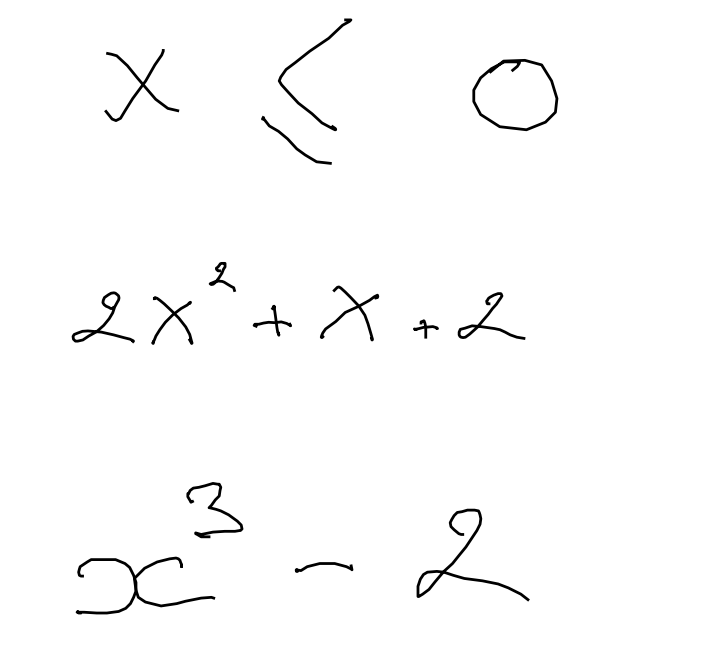 x ≤ 0
2x² + x + 2
x³ - 2